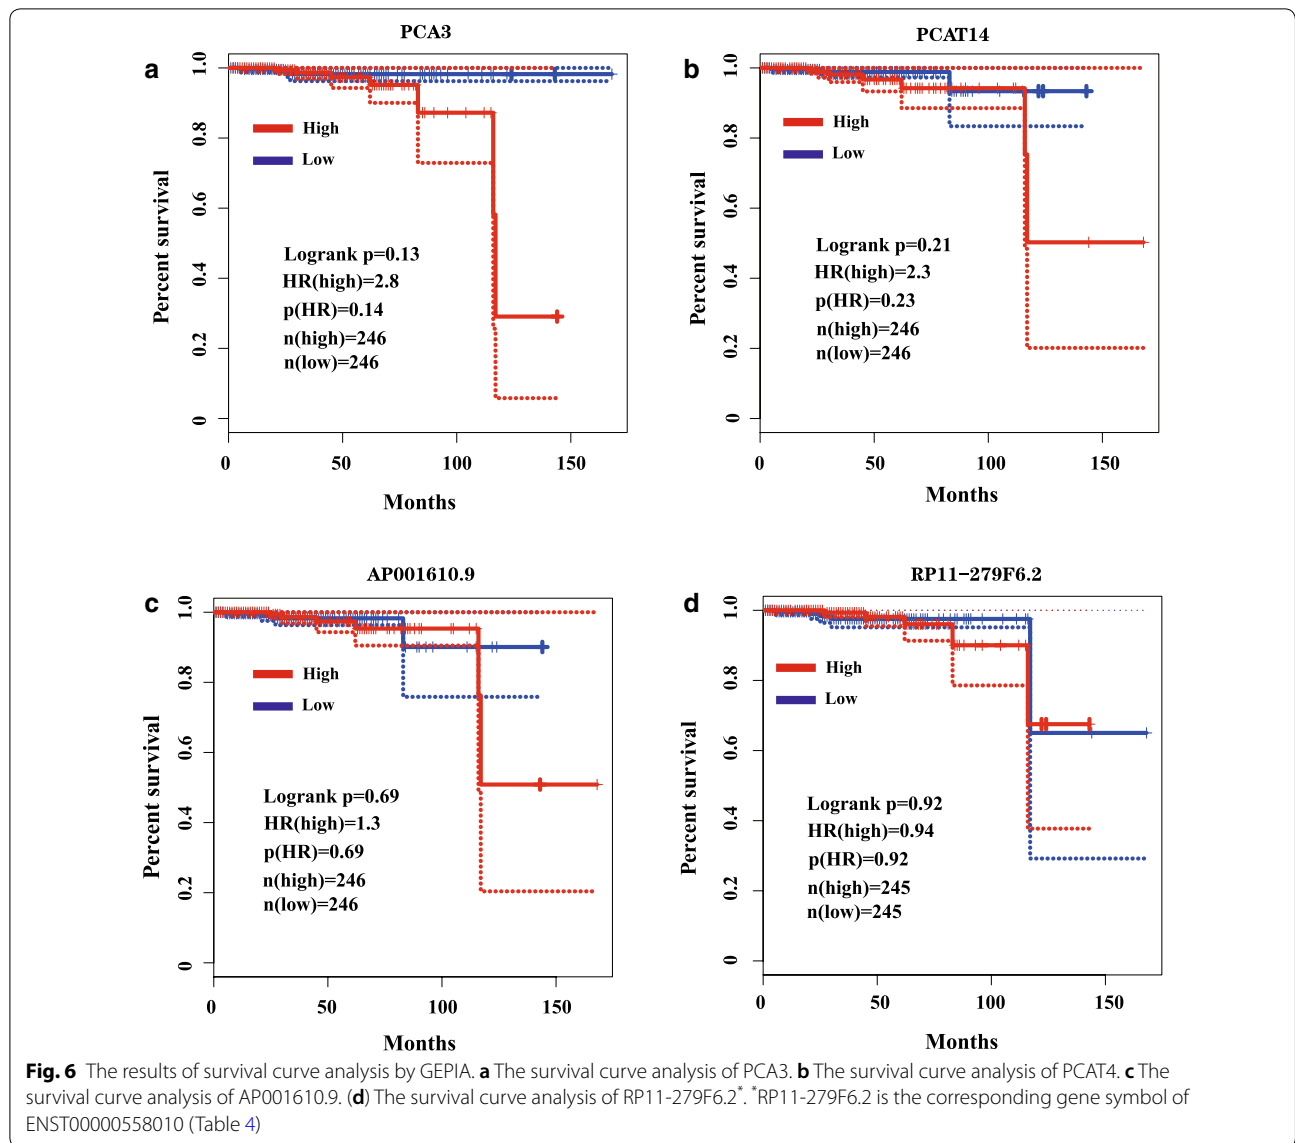 PCA3
a
1.0
0.8
0.6
0.4
0.2
0
Percent survival
High
Low
Logrank p=0.13
HR(high)=2.8
p(HR)=0.14
n(high)=246
n(low)=246
0 50 100 150
Months
PCAT14
b
1.0
0.8
0.6
0.4
0.2
0
Percent survival
High
Low
Logrank p=0.21
HR(high)=2.3
p(HR)=0.23
n(high)=246
n(low)=246
0 50 100 150
Months
AP001610.9
c
1.0
0.8
0.6
0.4
0.2
0
Percent survival
High
Low
Logrank p=0.69
HR(high)=1.3
p(HR)=0.69
n(high)=246
n(low)=246
0 50 100 150
Months
RP11−279F6.2
d
1.0
0.8
0.6
0.4
0.2
0
Percent survival
High
Low
Logrank p=0.92
HR(high)=0.94
p(HR)=0.92
n(high)=245
n(low)=245
0 50 100 150
Months
Fig. 6 The results of survival curve analysis by GEPIA. a The survival curve analysis of PCA3. b The survival curve analysis of PCAT4. c The
survival curve analysis of AP001610.9. (d) The survival curve analysis of RP11-279F6.2*. *RP11-279F6.2 is the corresponding gene symbol of
ENST00000558010 (Table 4)